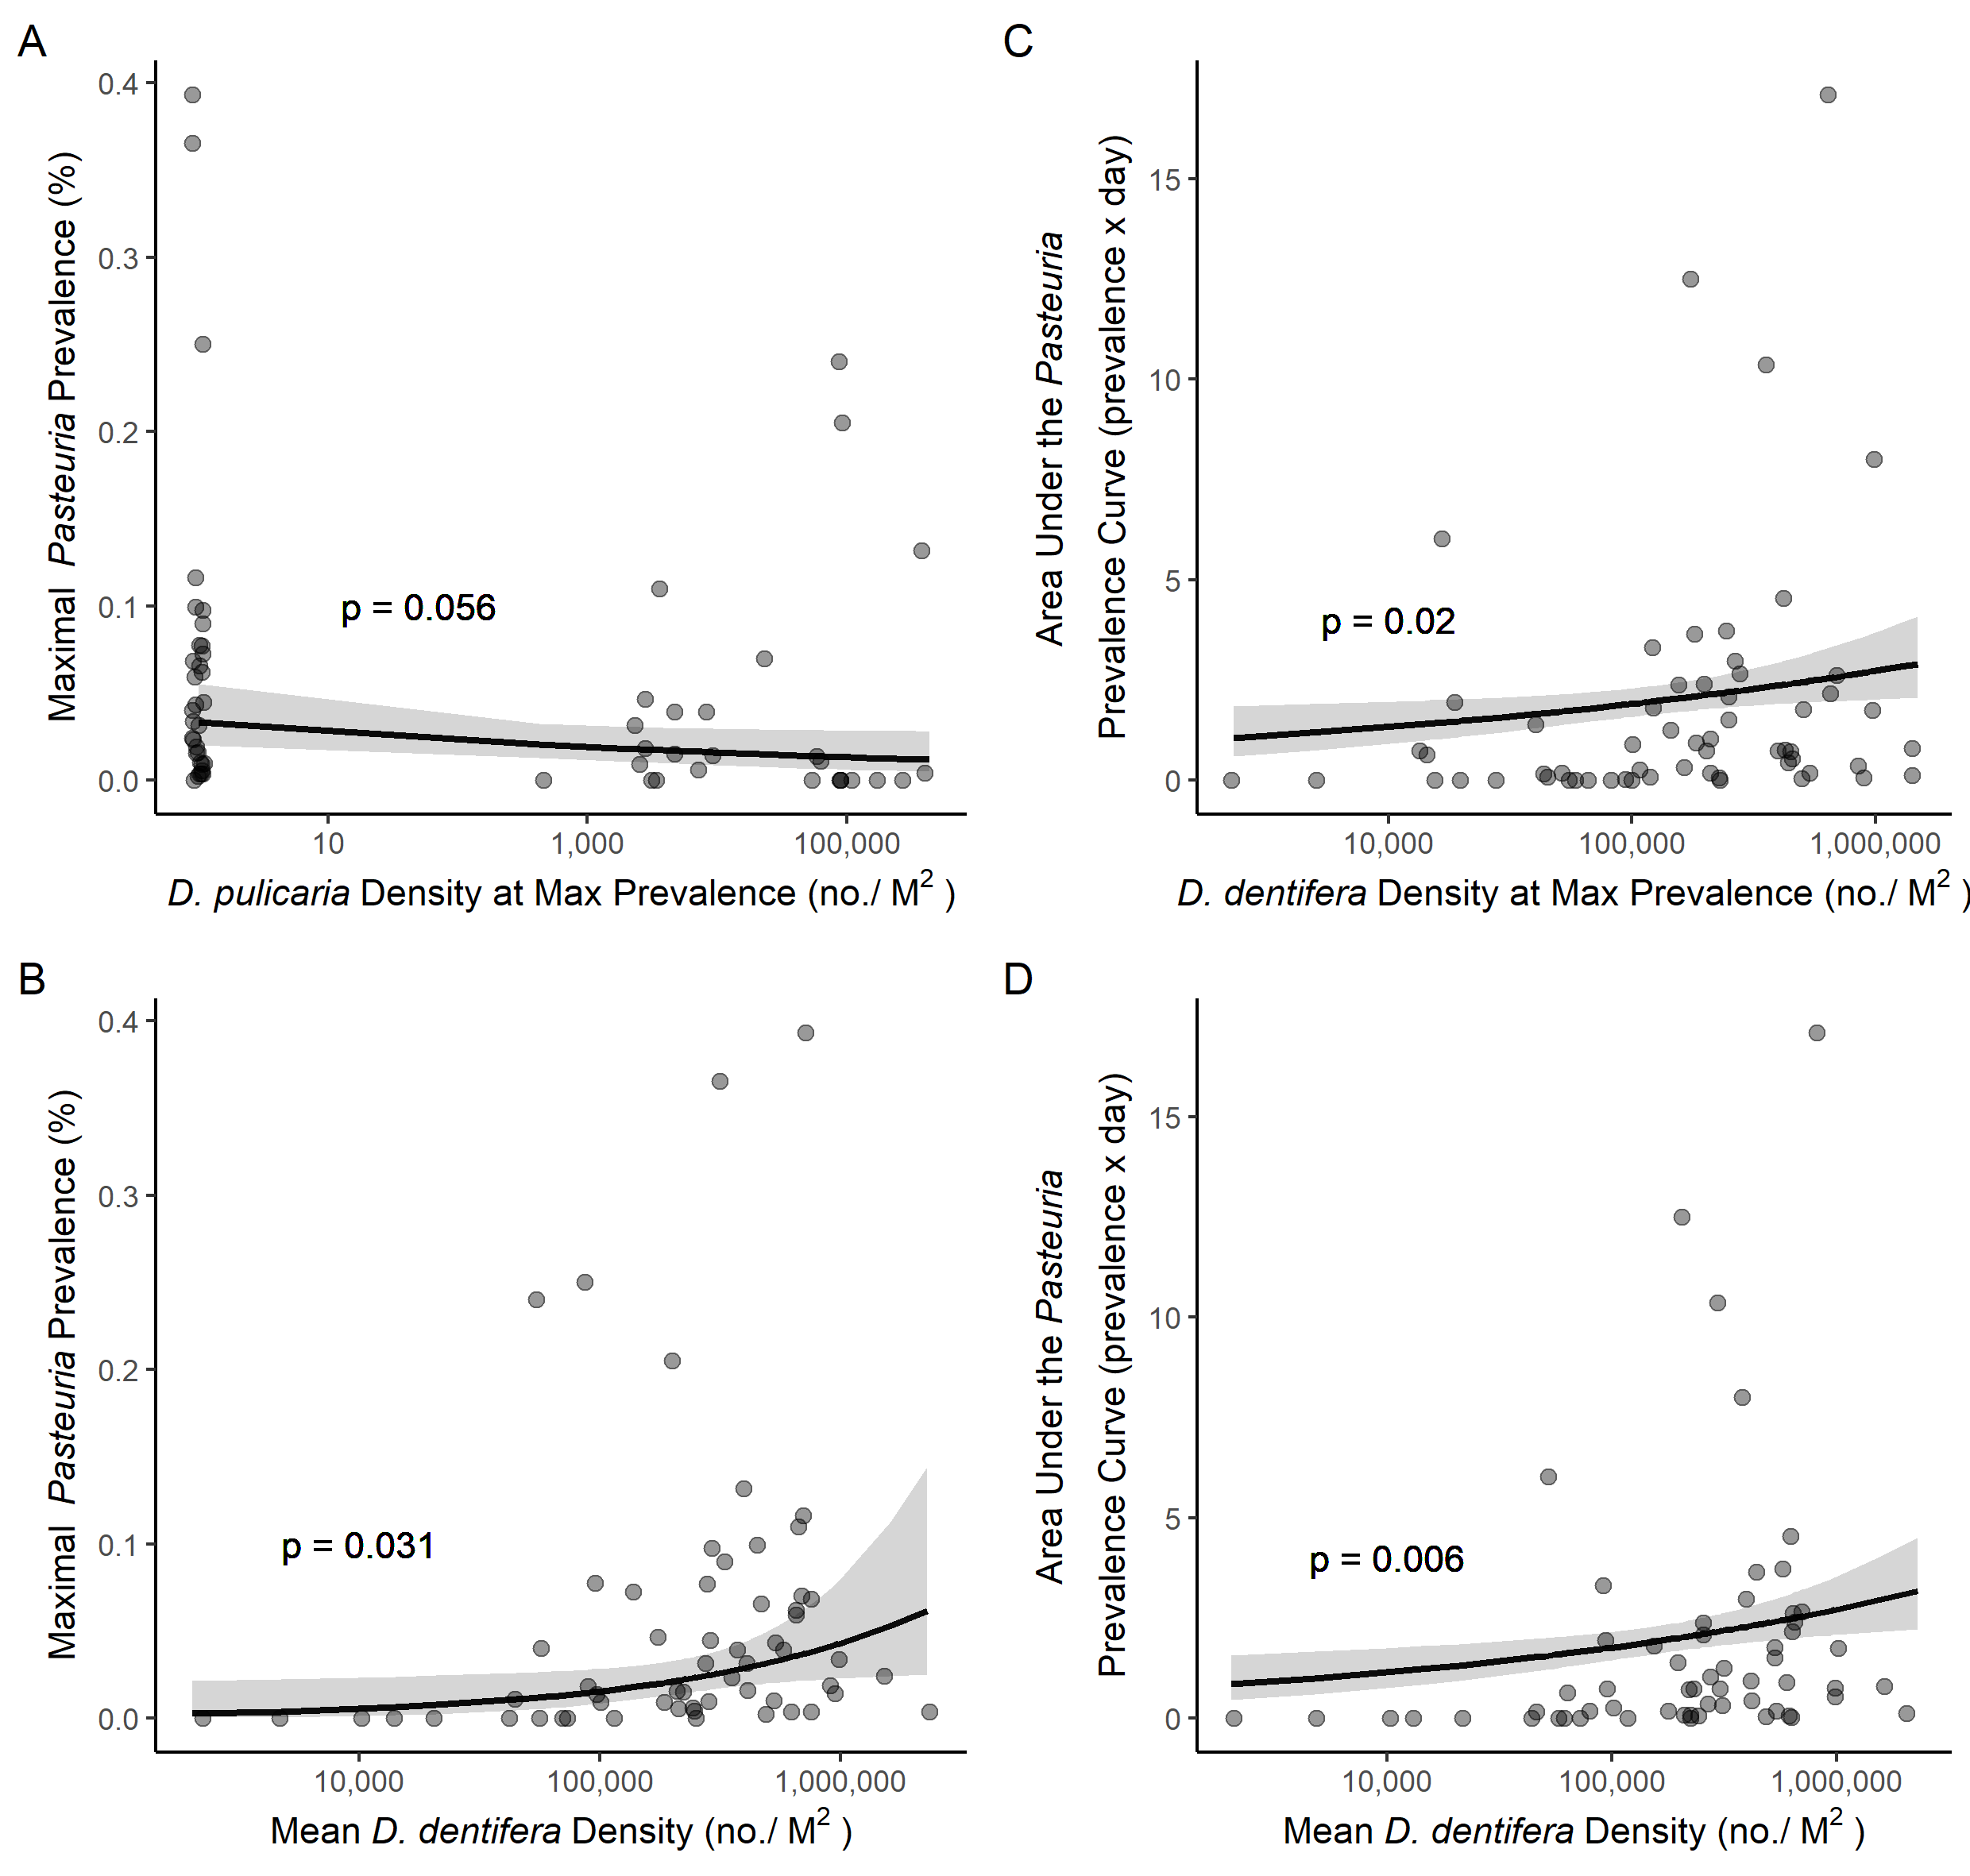 A
0.4
0.3
0.2
0.1
0.0
Maximal Pasteuria Prevalence (%)
p = 0.056
10
1,000
100,000
D. pulicaria Density at Max Prevalence (no./ M2 )
C
15
10
5
0
Area Under the Pasteuria
Prevalence Curve (prevalence x day)
p = 0.02
10,000
100,000
1,000,000
D. dentifera Density at Max Prevalence (no./ M2 )
B
0.4
0.3
0.2
0.1
0.0
Maximal Pasteuria Prevalence (%)
p = 0.031
10,000
100,000
1,000,000
Mean D. dentifera Density (no./ M2 )
D
15
10
5
0
Area Under the Pasteuria
Prevalence Curve (prevalence x day)
p = 0.006
10,000
100,000
1,000,000
Mean D. dentifera Density (no./ M2 )